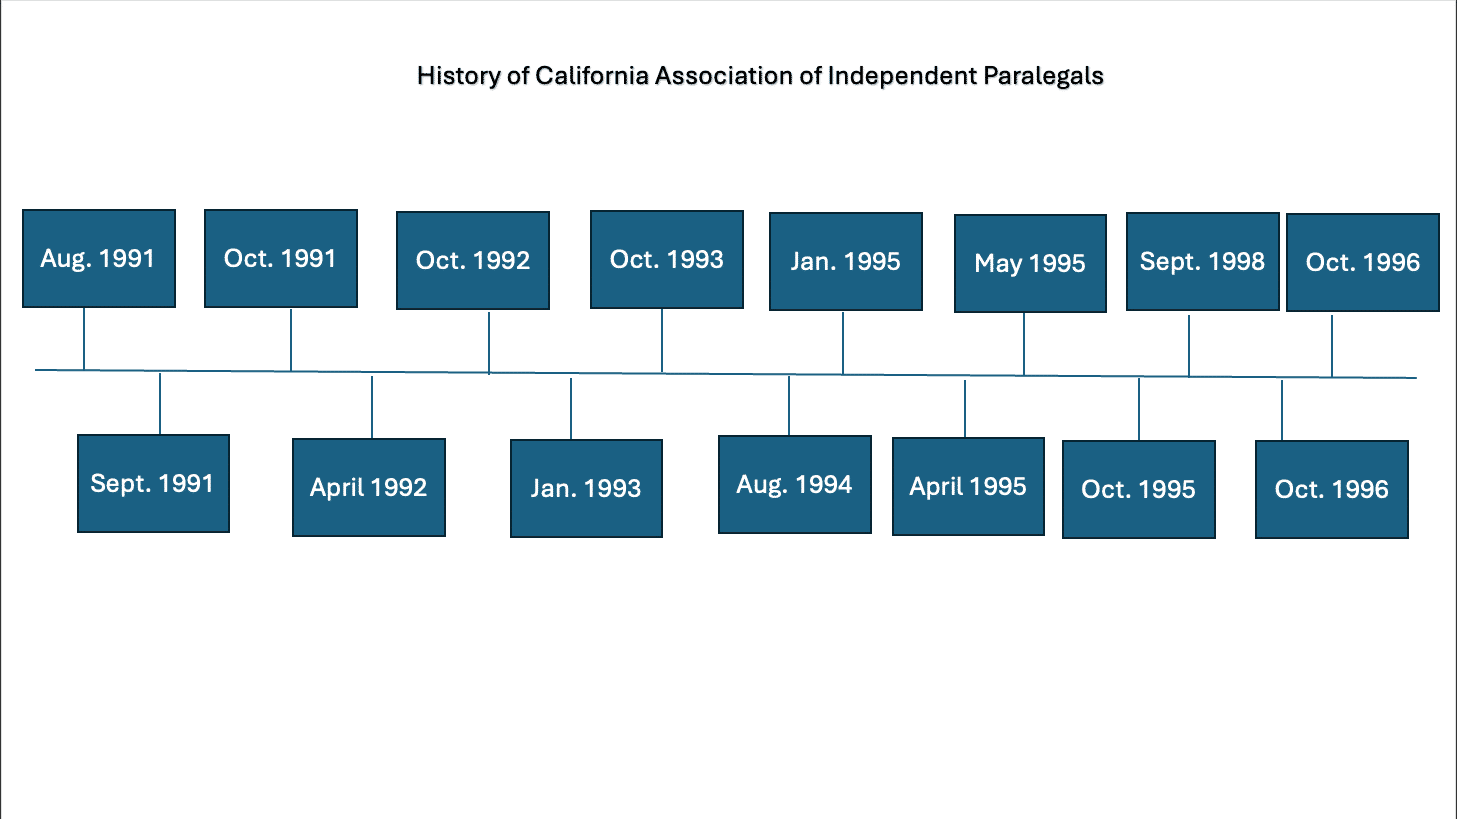 History of California Association of Independent Paralegals
Aug. 1991
Oct. 1991
Oct. 1992
Oct. 1993
Jan. 1995
May 1995
Sept. 1998
Oct. 1996
Sept. 1991
April 1992
Jan. 1993
Aug. 1994
April 1995
Oct. 1995
Oct. 1996